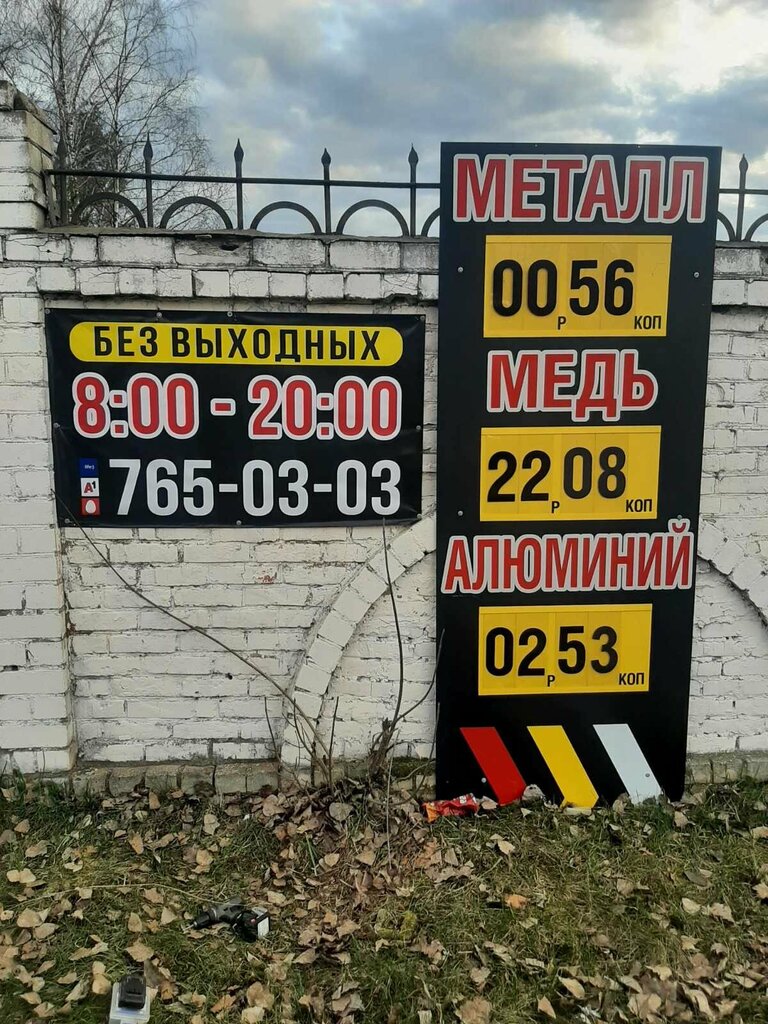 БЕЗ ВЫХОДНЫХ
8:00 - 20:00
A1
765-03-03
МЕТАЛЛ
00 Р 56 КОП
МЕДЬ
22 Р 08 КОП
АЛЮМИНИЙ
02 Р 53 КОП